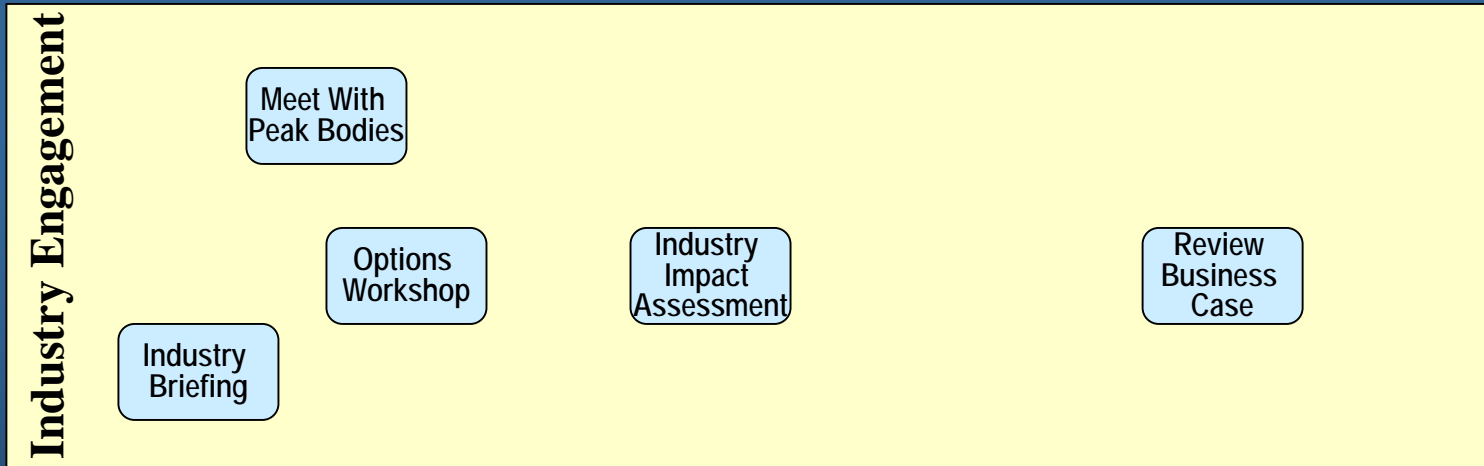 Industry Engagement
Meet With
Peak Bodies
Options
Workshop
Industry
Impact
Assessment
Review
Business
Case
Industry
Briefing